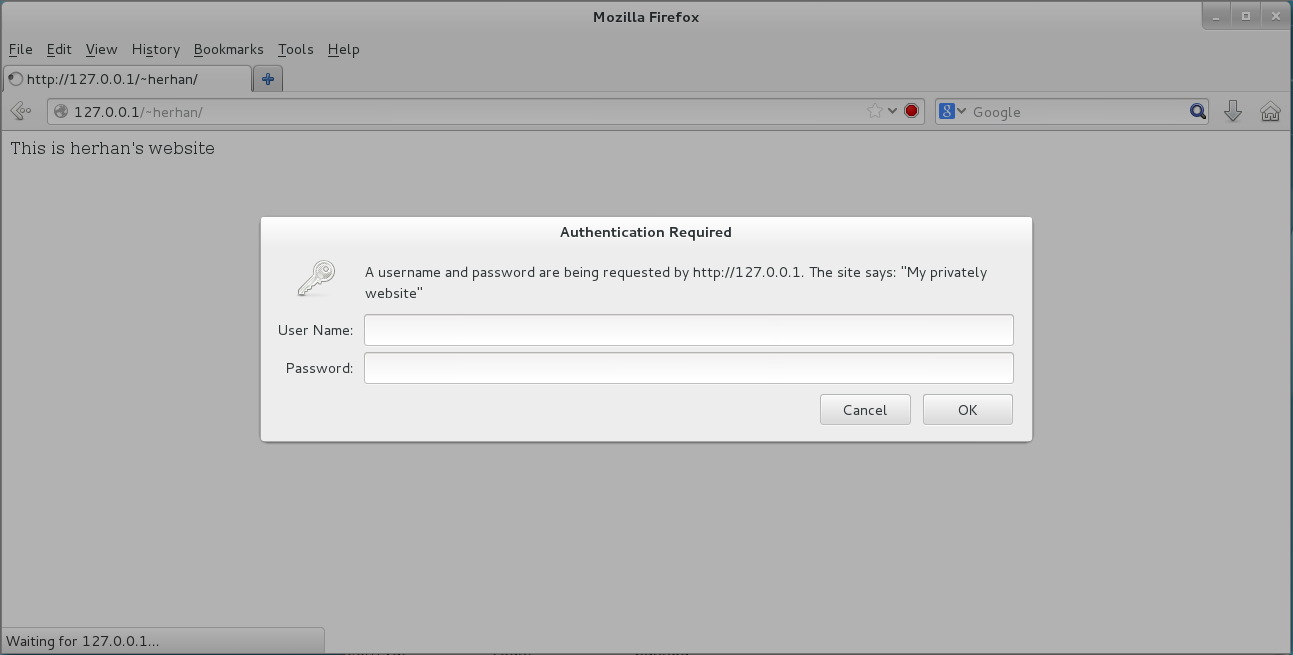 Mozilla Firefox
File Edit View History Bookmarks Tools Help
http://127.0.0.1/~herhan/
127.0.0.1/~herhan/ 8 Google
This is herhan's website
Authentication Required
A username and password are being requested by http://127.0.0.1. The site says: "My privately
website"
User Name:
Password:
Cancel OK
Waiting for 127.0.0.1...